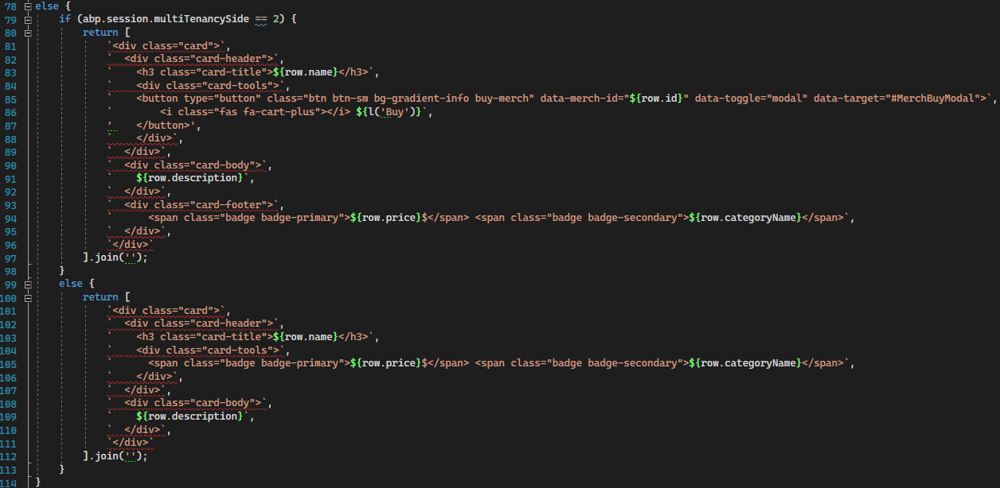 78 else {
79 if (abp.session.multiTenancySide == 2) {
80 return [
81 `<div class="card">`,
82 `  <div class="card-header">`,
83 `    <h3 class="card-title">${row.name}</h3>`,
84 `    <div class="card-tools">`,
85 `    <button type="button" class="btn btn-sm bg-gradient-info buy-merch" data-merch-id="${row.id}" data-toggle="modal" data-target="#MerchBuyModal">`,
86 `        <i class="fas fa-cart-plus"></i> ${l('Buy')}`,
87 '    </button>',
88 `    </div>`,
89 `  </div>`,
90 `  <div class="card-body">`,
91 `    ${row.description}`,
92 `  </div>`,
93 `  <div class="card-footer">`,
94 `      <span class="badge badge-primary">${row.price}$</span> <span class="badge badge-secondary">${row.categoryName}</span>`,
95 `  </div>`,
96 `</div>`
97 ].join('');
98 }
99 else {
100 return [
101 `<div class="card">`,
102 `  <div class="card-header">`,
103 `    <h3 class="card-title">${row.name}</h3>`,
104 `    <div class="card-tools">`,
105 `      <span class="badge badge-primary">${row.price}$</span> <span class="badge badge-secondary">${row.categoryName}</span>`,
106 `    </div>`,
107 `  </div>`,
108 `  <div class="card-body">`,
109 `    ${row.description}`,
110 `  </div>`,
111 `</div>`
112 ].join('');
113 }
114 }